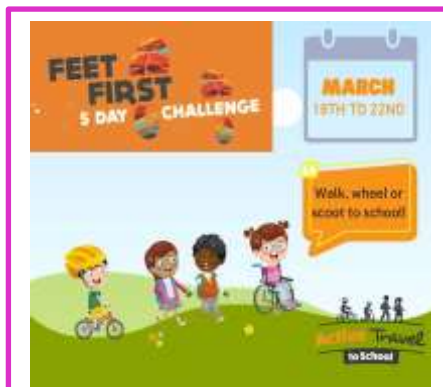 FEET
FIRST
5 DAY CHALLENGE
MARCH
18TH TO 22ND
Walk, wheel or
scoot to school!
Active Travel
to School